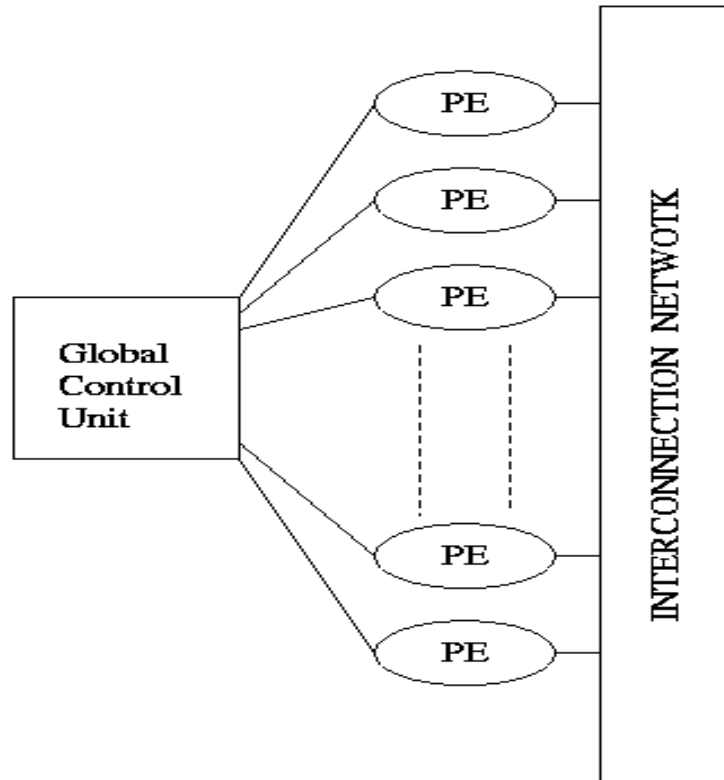 PE
PE
PE
Global
Control
Unit
PE
PE
INTERCONNECTION NETWOTK